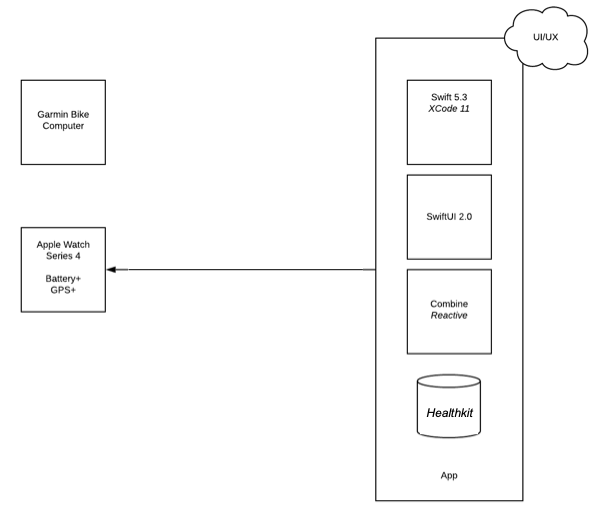 UI/UX
Garmin Bike
Computer
Swift 5.3
XCode 11
SwiftUI 2.0
Apple Watch
Series 4
Battery+
GPS+
Combine
Reactive
Healthkit
App